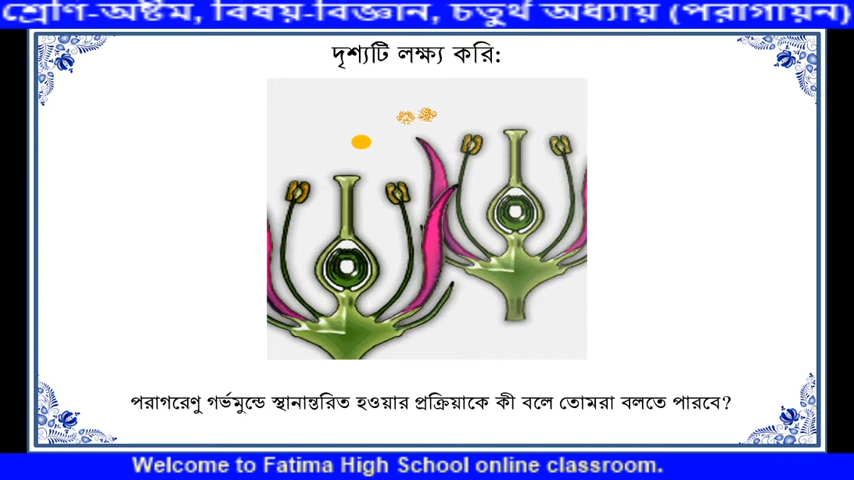 শ্রেণি-অষ্টম, বিষয়-বিজ্ঞান, চতুর্থ অধ্যায় (পরাগায়ন)
দৃশ্যটি লক্ষ্য করি:
পরাগরেণু গর্ভমুন্ডে স্থানান্তরিত হওয়ার প্রক্রিয়াকে কী বলে তোমরা বলতে পারবে?
Welcome to Fatima High School online classroom.